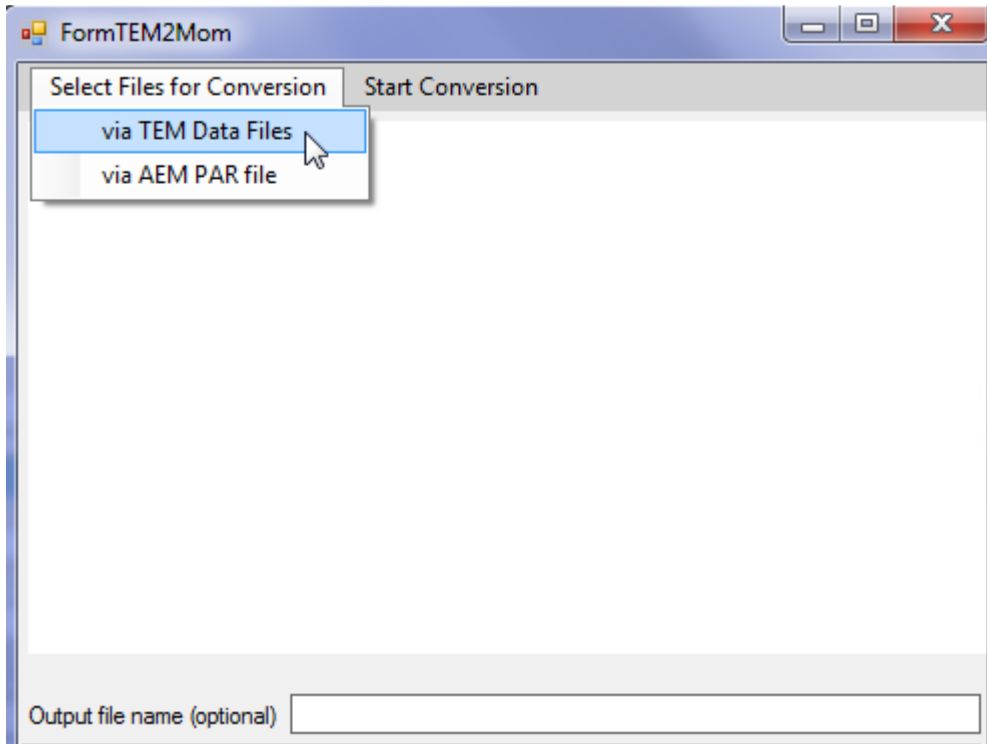 FormTEM2Mom
Select Files for Conversion Start Conversion
via TEM Data Files
via AEM PAR file
Output file name (optional)